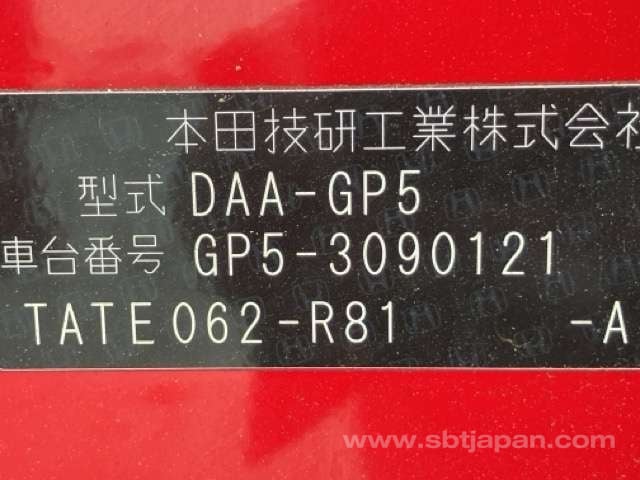 本田技研工業株式会社
型式 DAA-GP5
車台番号 GP5-3090121
TATE062-R81 -A
www.sbtjapan.com